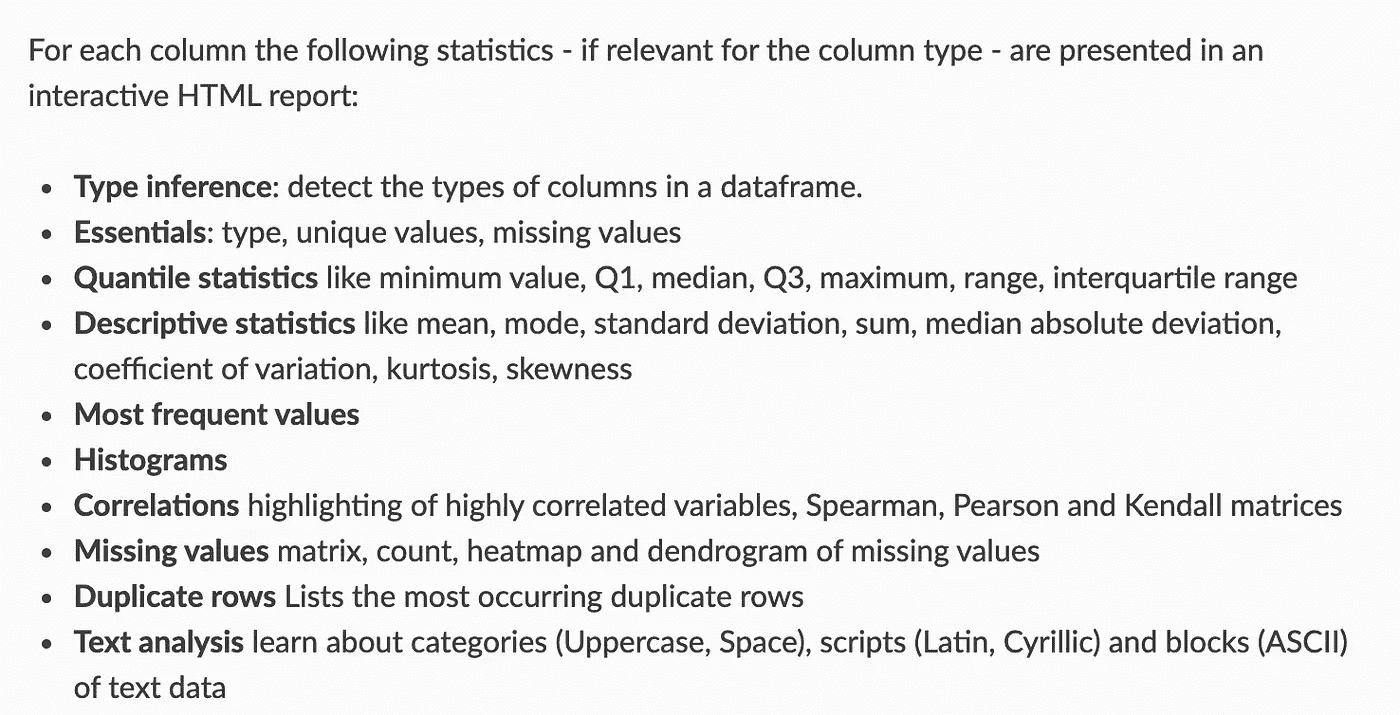 For each column the following statistics - if relevant for the column type - are presented in an
interactive HTML report:
• Type inference: detect the types of columns in a dataframe.
• Essentials: type, unique values, missing values
• Quantile statistics like minimum value, Q1, median, Q3, maximum, range, interquartile range
• Descriptive statistics like mean, mode, standard deviation, sum, median absolute deviation,
coefficient of variation, kurtosis, skewness
• Most frequent values
• Histograms
• Correlations highlighting of highly correlated variables, Spearman, Pearson and Kendall matrices
• Missing values matrix, count, heatmap and dendrogram of missing values
• Duplicate rows Lists the most occurring duplicate rows
• Text analysis learn about categories (Uppercase, Space), scripts (Latin, Cyrillic) and blocks (ASCII)
of text data